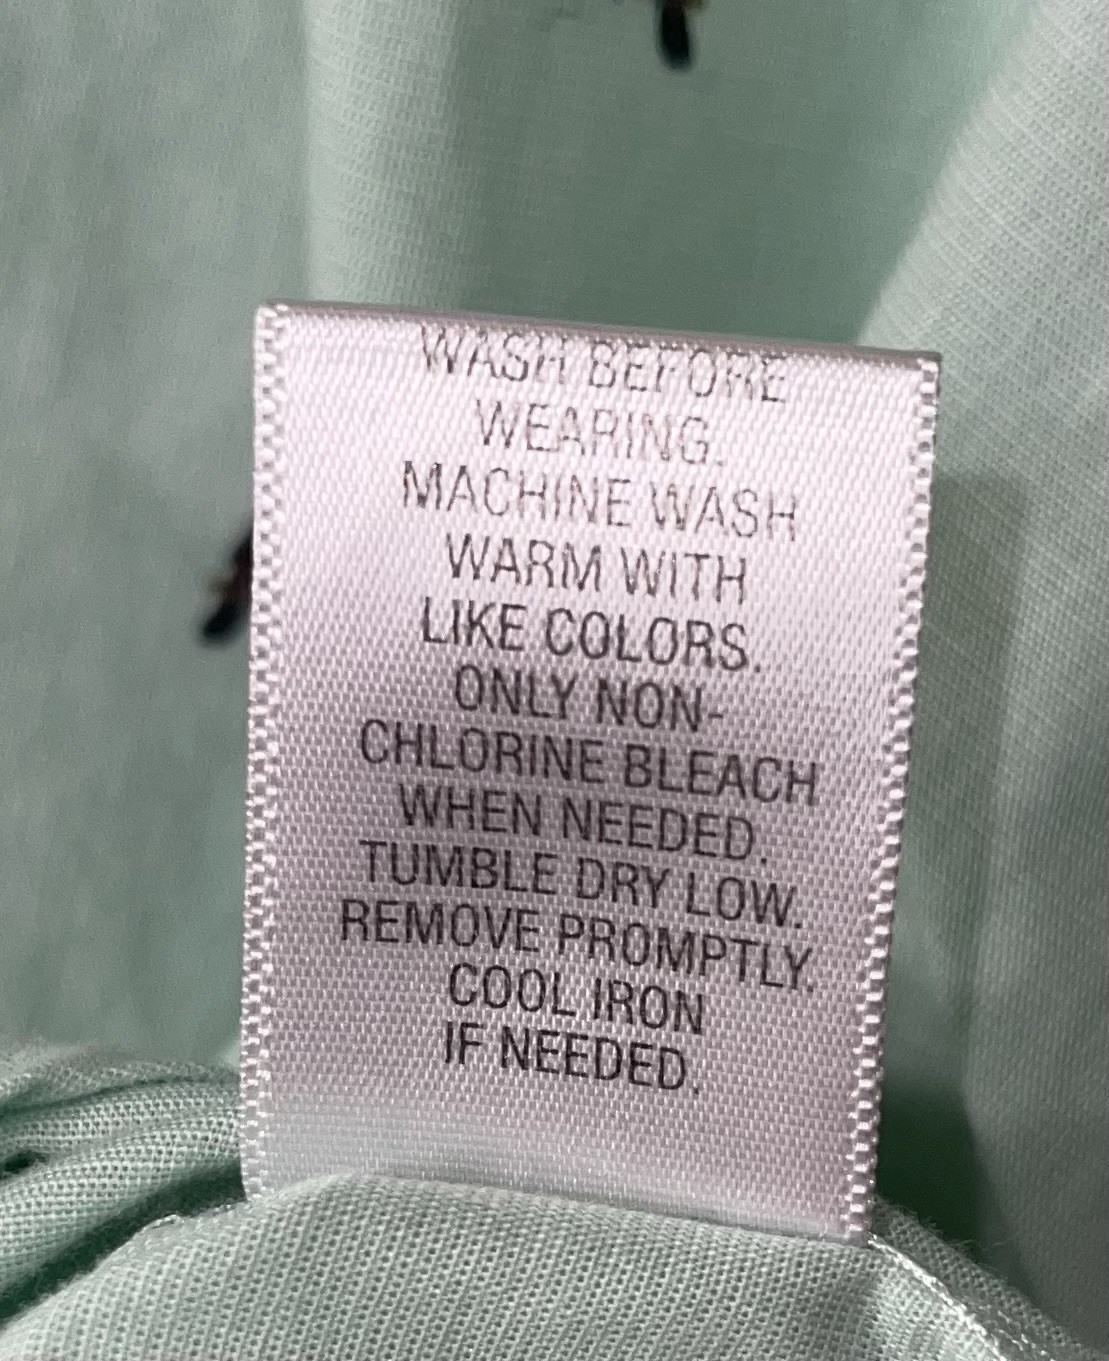 WASH BEFORE
WEARING.
MACHINE WASH
WARM WITH
LIKE COLORS.
ONLY NON-
CHLORINE BLEACH
WHEN NEEDED.
TUMBLE DRY LOW.
REMOVE PROMPTLY.
COOL IRON
IF NEEDED.